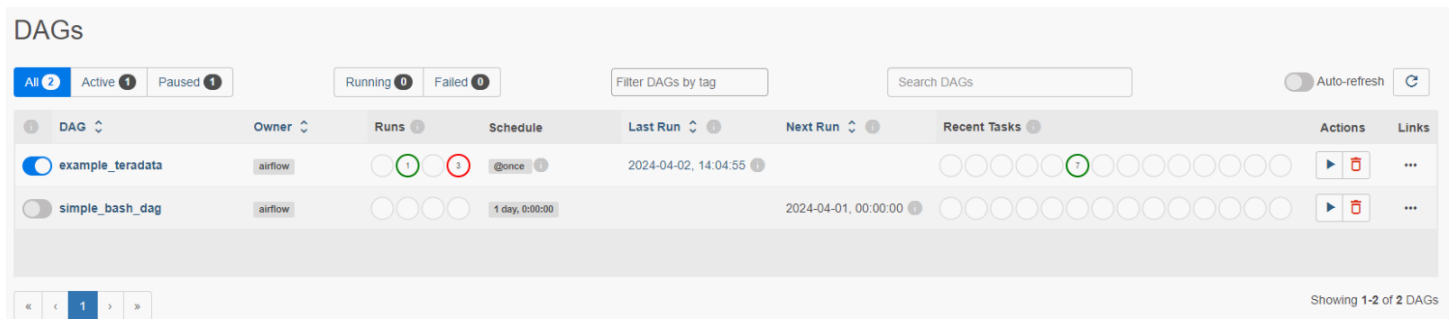 DAGs
All 2 Active 1 Paused 1 Running 0 Failed 0 Filter DAGs by tag Search DAGs Auto-refresh
i DAG Owner Runs i Schedule Last Run i Next Run i Recent Tasks i Actions Links
example_teradata airflow 1 3 @once i 2024-04-02, 14:04:55 i 7 ...
simple_bash_dag airflow 1 day, 0:00:00 2024-04-01, 00:00:00 i ...
« ‹ 1 › » Showing 1-2 of 2 DAGs